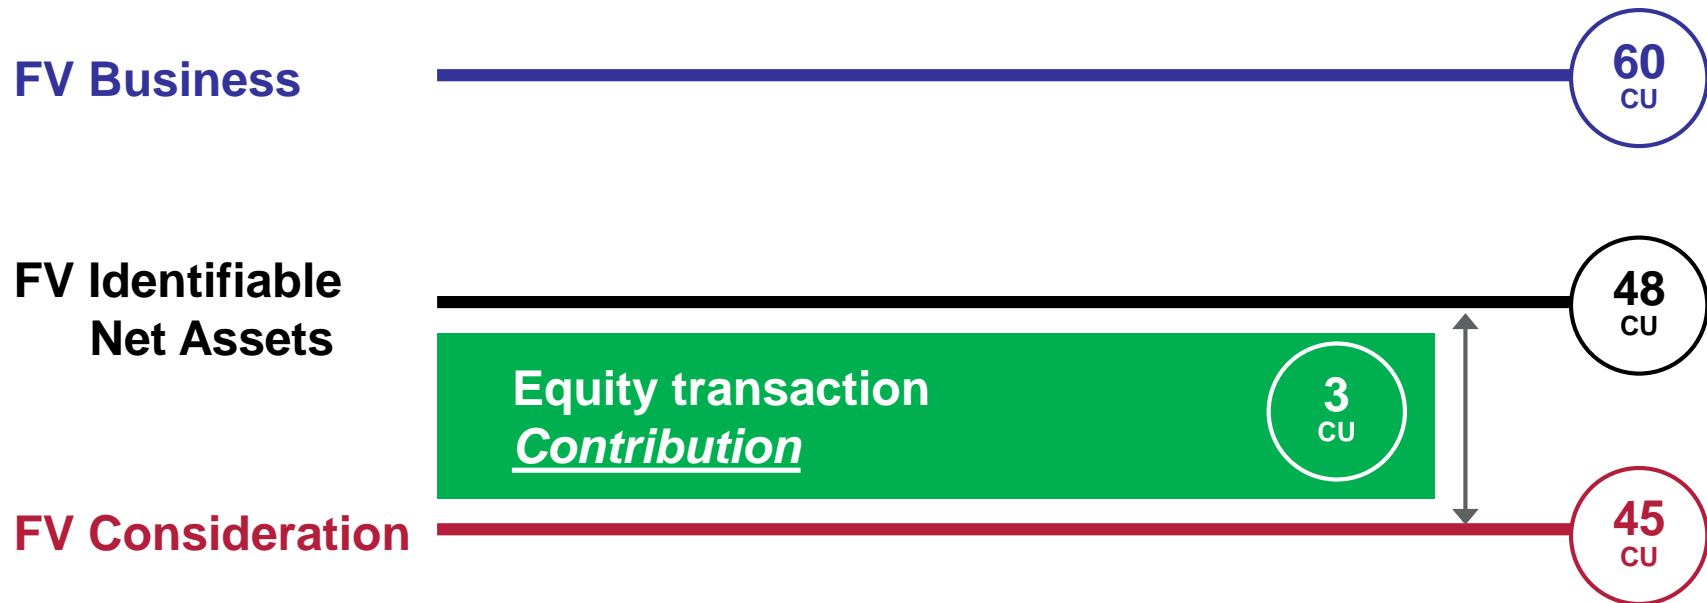 FV Business
60
CU
FV Identifiable
Net Assets
48
CU
Equity transaction
Contribution
3
CU
FV Consideration
45
CU